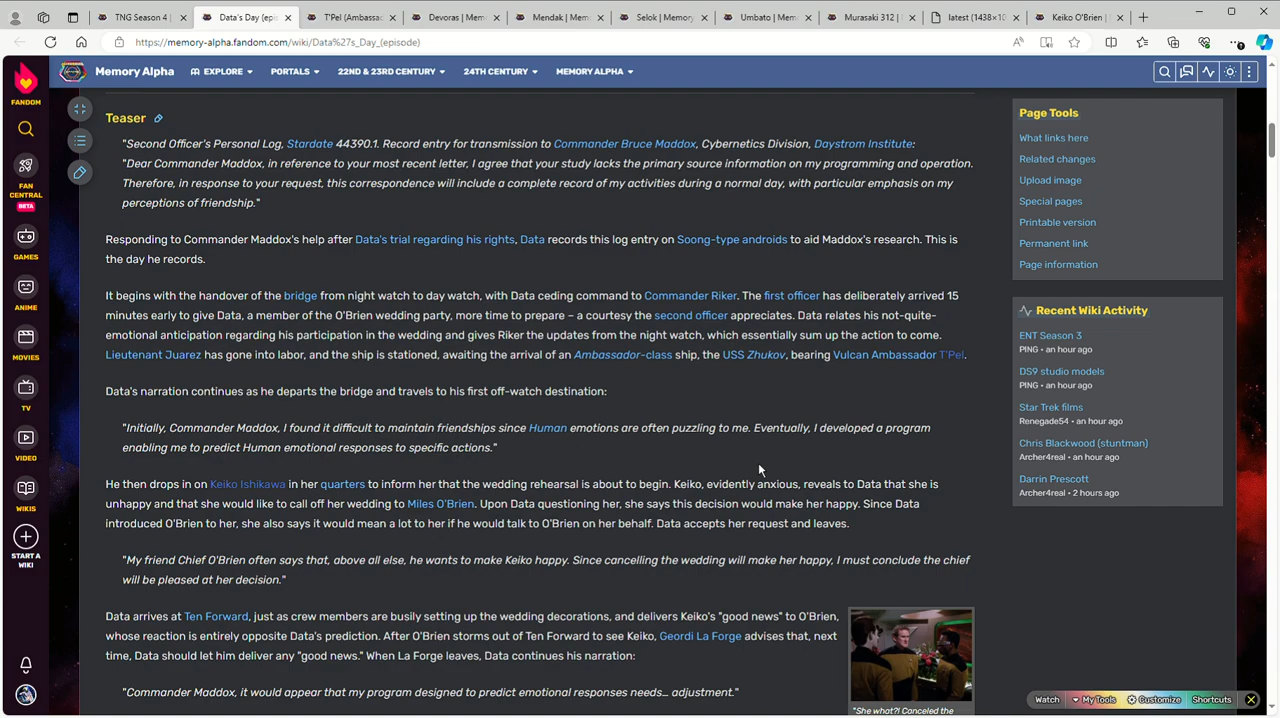 TNG Season 4 |
Data's Day (epis
T'Pel (Ambassad
Devoras | Memo
Mendak | Mem
Selok | Memory
Umbato | Memo
Murasaki 312 | M
latest (1438×10
Keiko O'Brien | M
https://memory-alpha.fandom.com/wiki/Data%27s_Day_(episode)
FANDOM
FAN CENTRAL
BETA
GAMES
ANIME
MOVIES
TV
VIDEO
WIKIS
START A WIKI
Memory Alpha
EXPLORE
PORTALS
22ND & 23RD CENTURY
24TH CENTURY
MEMORY ALPHA
Teaser
"Second Officer's Personal Log, Stardate 44390.1. Record entry for transmission to Commander Bruce Maddox, Cybernetics Division, Daystrom Institute:
"Dear Commander Maddox, in reference to your most recent letter, I agree that your study lacks the primary source information on my programming and operation.
Therefore, in response to your request, this correspondence will include a complete record of my activities during a normal day, with particular emphasis on my
perceptions of friendship."
Responding to Commander Maddox's help after Data's trial regarding his rights, Data records this log entry on Soong-type androids to aid Maddox's research. This is
the day he records.
It begins with the handover of the bridge from night watch to day watch, with Data ceding command to Commander Riker. The first officer has deliberately arrived 15
minutes early to give Data, a member of the O'Brien wedding party, more time to prepare – a courtesy the second officer appreciates. Data relates his not-quite-
emotional anticipation regarding his participation in the wedding and gives Riker the updates from the night watch, which essentially sum up the action to come.
Lieutenant Juarez has gone into labor, and the ship is stationed, awaiting the arrival of an Ambassador-class ship, the USS Zhukov, bearing Vulcan Ambassador T'Pel.
Data's narration continues as he departs the bridge and travels to his first off-watch destination:
"Initially, Commander Maddox, I found it difficult to maintain friendships since Human emotions are often puzzling to me. Eventually, I developed a program
enabling me to predict Human emotional responses to specific actions."
He then drops in on Keiko Ishikawa in her quarters to inform her that the wedding rehearsal is about to begin. Keiko, evidently anxious, reveals to Data that she is
unhappy and that she would like to call off her wedding to Miles O'Brien. Upon Data questioning her, she says this decision would make her happy. Since Data
introduced O'Brien to her, she also says it would mean a lot to her if he would talk to O'Brien on her behalf. Data accepts her request and leaves.
"My friend Chief O'Brien often says that, above all else, he wants to make Keiko happy. Since cancelling the wedding will make her happy, I must conclude the chief
will be pleased at her decision."
Data arrives at Ten Forward, just as crew members are busily setting up the wedding decorations, and delivers Keiko's "good news" to O'Brien,
whose reaction is entirely opposite Data's prediction. After O'Brien storms out of Ten Forward to see Keiko, Geordi La Forge advises that, next
time, Data should let him deliver any "good news." When La Forge leaves, Data continues his narration:
"Commander Maddox, it would appear that my program designed to predict emotional responses needs… adjustment."
"She what?! Canceled the
Page Tools
What links here
Related changes
Upload image
Special pages
Printable version
Permanent link
Page information
Recent Wiki Activity
ENT Season 3
PING • an hour ago
DS9 studio models
PING • an hour ago
Star Trek films
Renegade54 • an hour ago
Chris Blackwood (stuntman)
Archer4real • an hour ago
Darrin Prescott
Archer4real • 2 hours ago
Watch
My Tools
Customize
Shortcuts